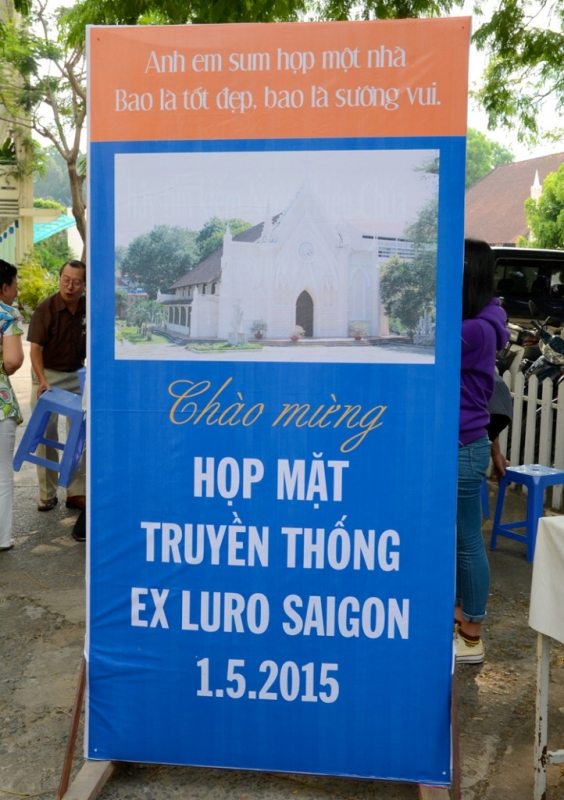 Anh em sum họp một nhà
Bao là tốt đẹp, bao là sướng vui.
Chào mừng
HỌP MẶT
TRUYỀN THỐNG
EX LURO SAIGON
1.5.2015